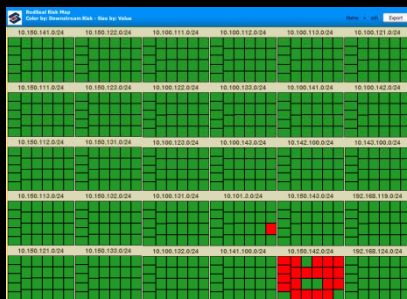 RedSeal Risk Map
Color by: Downstream Risk - Size by: Value
Export
10.150.141.0/24 10.150.122.0/24 10.100.111.0/24 10.100.112.0/24 10.100.113.0/24 10.100.121.0/24
10.150.111.0/24 10.150.123.0/24 10.100.122.0/24 10.100.133.0/24 10.100.141.0/24 10.100.142.0/24
10.150.112.0/24 10.150.131.0/24 10.100.123.0/24 10.100.143.0/24 10.142.100.0/24 10.143.100.0/24
10.150.113.0/24 10.150.132.0/24 10.100.131.0/24 10.101.3.0/24 10.150.143.0/24 192.168.115.0/24
10.150.121.0/24 10.150.133.0/24 10.100.132.0/24 10.141.100.0/24 10.150.142.0/24 192.168.124.0/24